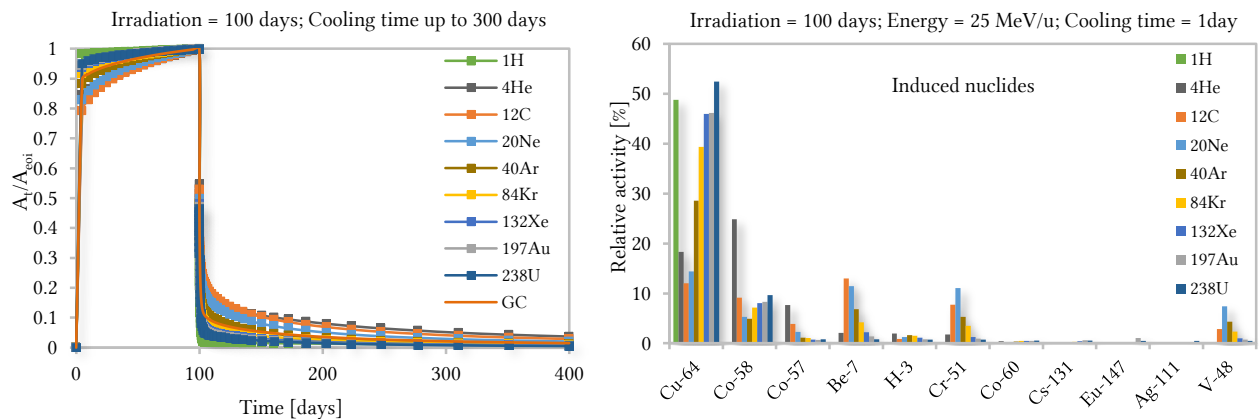 Irradiation = 100 days; Cooling time up to 300 days
A_t/A_eoi
1
0.9
0.8
0.7
0.6
0.5
0.4
0.3
0.2
0.1
0
0
100
200
300
400
Time [days]
1H
4He
12C
20Ne
40Ar
84Kr
132Xe
197Au
238U
GC
Irradiation = 100 days; Energy = 25 MeV/u; Cooling time = 1day
Relative activity [%]
60
50
40
30
20
10
0
Induced nuclides
1H
4He
12C
20Ne
40Ar
84Kr
132Xe
197Au
238U
Cu-64
Co-58
Co-57
Be-7
H-3
Cr-51
Co-60
Cs-131
Eu-147
Ag-111
V-48